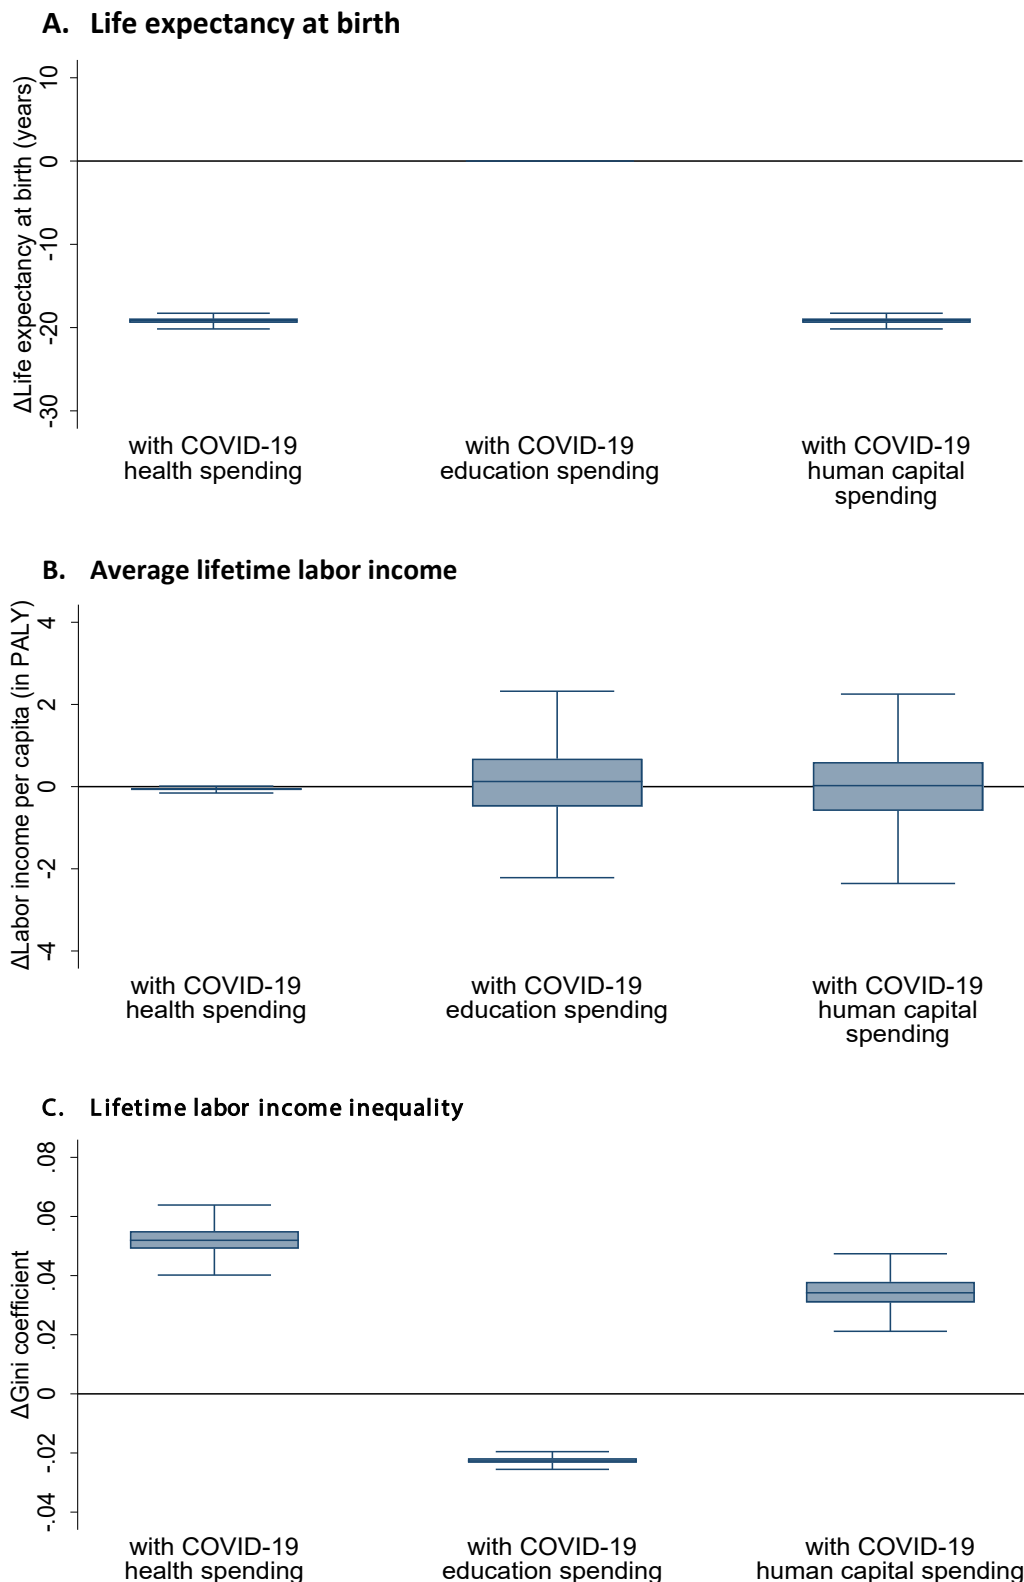 A. Life expectancy at birth
ΔLife expectancy at birth (years)
10
0
-10
-20
-30
with COVID-19
health spending
with COVID-19
education spending
with COVID-19
human capital
spending
B. Average lifetime labor income
ΔLabor income per capita (in PALY)
4
2
0
-2
-4
with COVID-19
health spending
with COVID-19
education spending
with COVID-19
human capital
spending
C. Lifetime labor income inequality
ΔGini coefficient
.08
.06
.04
.02
0
-.02
-.04
with COVID-19
health spending
with COVID-19
education spending
with COVID-19
human capital spending